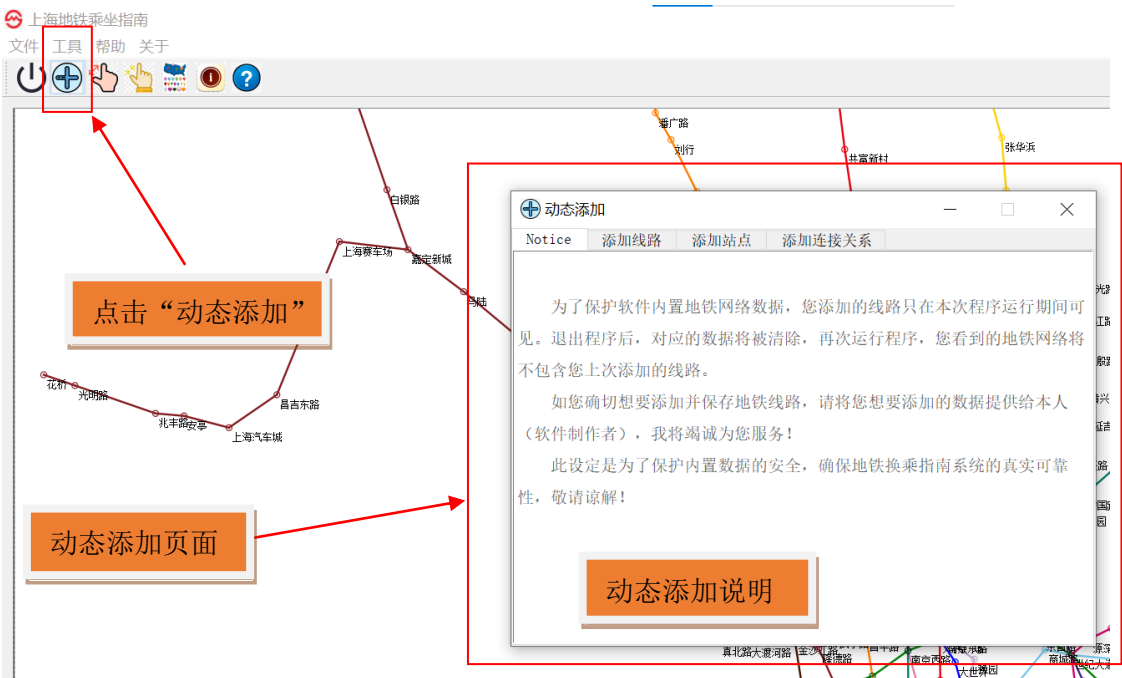 上海地铁乘坐指南
文件 工具 帮助 关于
潘广路
刘行
共富新村
张华浜
白银路
上海赛车场
嘉定新城
马陆
点击“动态添加”
花桥
光明路
兆丰路
安亭
上海汽车城
昌吉东路
动态添加页面
动态添加
Notice 添加线路 添加站点 添加连接关系
为了保护软件内置地铁网络数据，您添加的线路只在本次程序运行期间可
见。退出程序后，对应的数据将被清除，再次运行程序，您看到的地铁网络将
不包含您上次添加的线路。
如您确切想要添加并保存地铁线路，请将您想要添加的数据提供给本人
（软件制作者），我将竭诚为您服务！
此设定是为了保护内置数据的安全，确保地铁换乘指南系统的真实可靠
性，敬请谅解！
动态添加说明
真北路
大渡河路
隆德路
南京西路
大世界
商城路